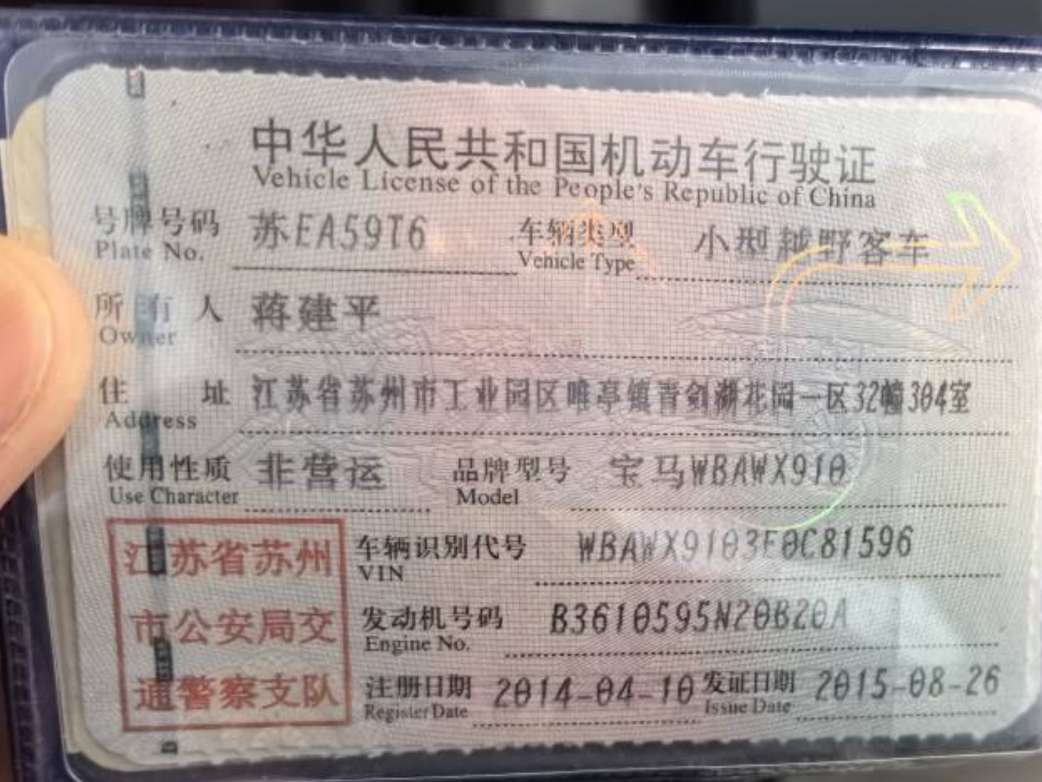 中华人民共和国机动车行驶证
Vehicle License of the People's Republic of China
号牌号码 苏EA59T6 车辆类型 小型越野客车
Plate No. Vehicle Type
所有人 蒋建平
Owner
住址 江苏省苏州市工业园区唯亭镇青剑湖花园一区32幢304室
Address
使用性质 非营运 品牌型号 宝马WBAWX910
Use Character Model
江苏省苏州 车辆识别代号 WBAWX9103E0C81596
VIN
市公安局交 发动机号码 B3610595N20B20A
Engine No.
通警察支队 注册日期 2014-04-10 发证日期 2015-08-26
Register Date Issue Date